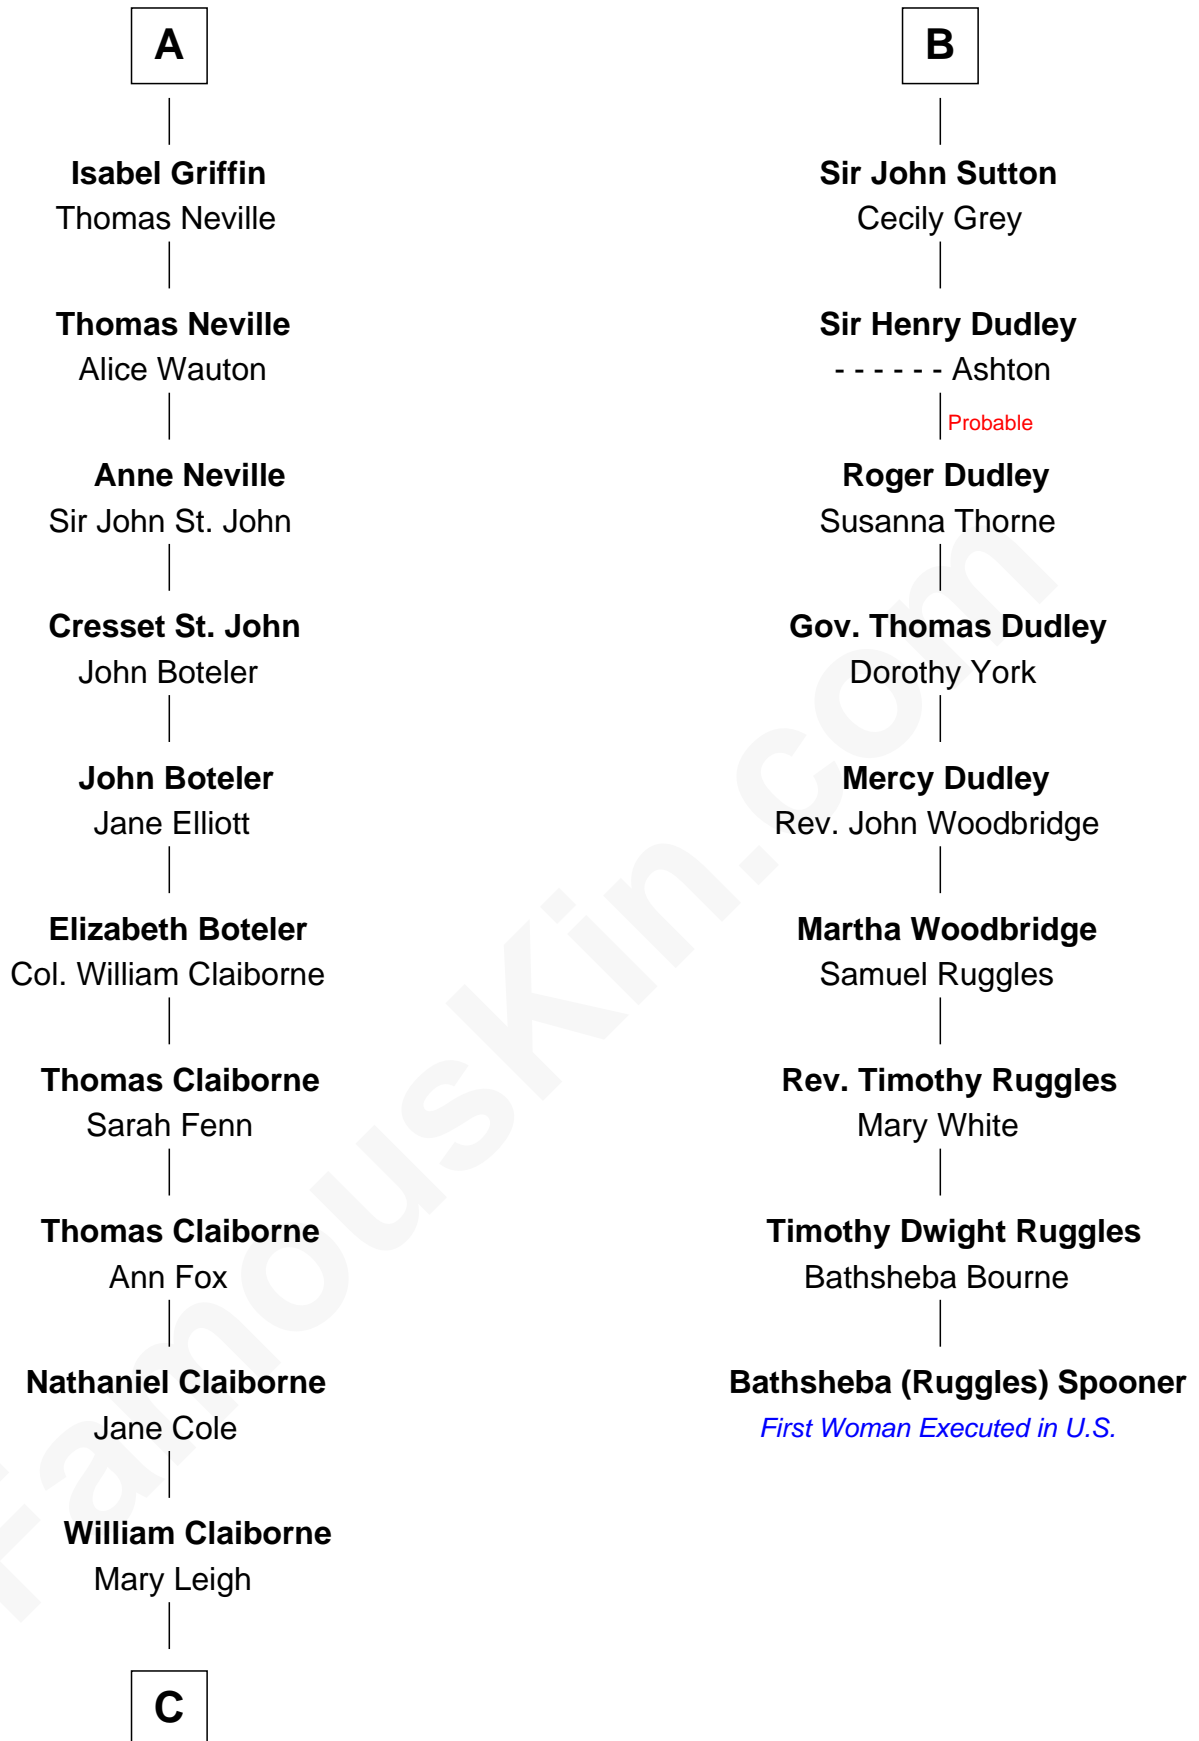 A
Isabel Griffin
Thomas Neville
Thomas Neville
Alice Wauton
Anne Neville
Sir John St. John
Cresset St. John
John Boteler
John Boteler
Jane Elliott
Elizabeth Boteler
Col. William Claiborne
Thomas Claiborne
Sarah Fenn
Thomas Claiborne
Ann Fox
Nathaniel Claiborne
Jane Cole
William Claiborne
Mary Leigh
C
B
Sir John Sutton
Cecily Grey
Sir Henry Dudley
- - - - - - Ashton
Probable
Roger Dudley
Susanna Thorne
Gov. Thomas Dudley
Dorothy York
Mercy Dudley
Rev. John Woodbridge
Martha Woodbridge
Samuel Ruggles
Rev. Timothy Ruggles
Mary White
Timothy Dwight Ruggles
Bathsheba Bourne
Bathsheba (Ruggles) Spooner
First Woman Executed in U.S.
FamousKin.com